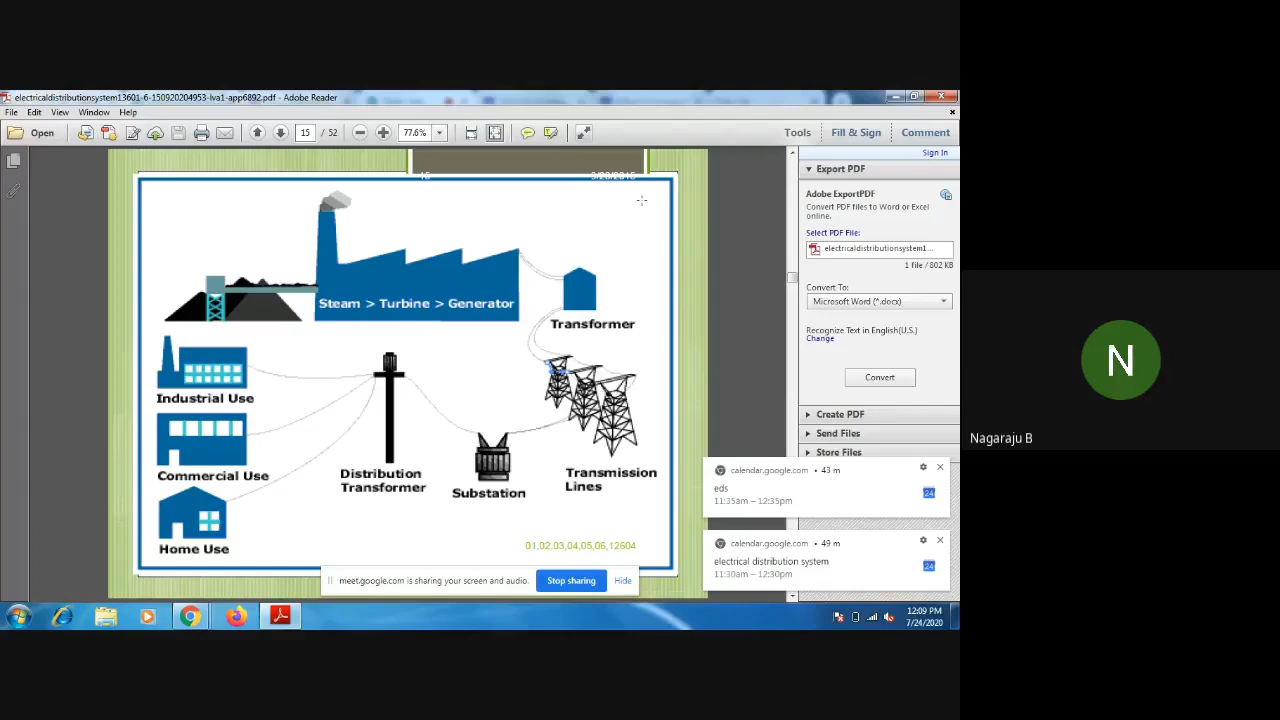 electricaldistributionsystem13601-6-150920204953-lva1-app6892.pdf - Adobe Reader
File Edit View Window Help
Open 15 / 52 77.6% Tools Fill & Sign Comment
Sign In
Export PDF
Adobe ExportPDF
Convert PDF files to Word or Excel
online.
Select PDF File:
electricaldistributionsystem1...
1 file / 802 KB
Convert To:
Microsoft Word (*.docx)
Recognize Text in English(U.S.)
Change
Convert
Create PDF
Send Files
Store Files
15
Steam > Turbine > Generator
Transformer
Industrial Use
Commercial Use
Home Use
Distribution
Transformer
Substation
Transmission
Lines
01,02,03,04,05,06,12604
calendar.google.com • 43 m
eds
11:35am – 12:35pm
24
calendar.google.com • 49 m
electrical distribution system
11:30am – 12:30pm
24
meet.google.com is sharing your screen and audio. Stop sharing Hide
12:09 PM
7/24/2020
N
Nagaraju B